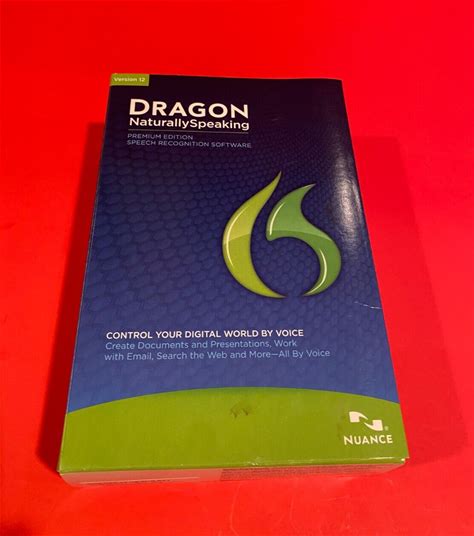 Version 12
DRAGON
NaturallySpeaking
PREMIUM EDITION
SPEECH RECOGNITION SOFTWARE
CONTROL YOUR DIGITAL WORLD BY VOICE
Create Documents and Presentations, Work
with Email, Search the Web and More—All By Voice
NUANCE